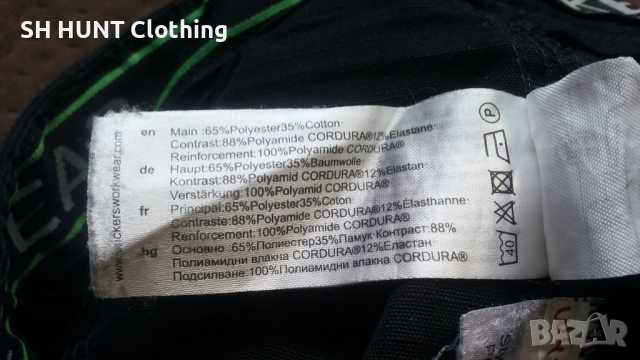 SH HUNT Clothing
en Main :65%Polyester35%Cotton·
Contrast:88%Polyamide CORDURA®12%Elastane·
Reinforcement:100%Polyamide CORDURA®
de Haupt:65%Polyester35%Baumwolle·
Kontrast:88%Polyamid CORDURA®12%Elastan·
Verstärkung:100%Polyamid CORDURA®
fr Principal:65%Polyester35%Coton·
Contraste:88%Polyamide CORDURA®12%Elasthanne·
Renforcement:100%Polyamide CORDURA®
bg Основно :65%Полиестер35%Памук·Контраст:88%
Полиамидни влакна CORDURA®12%Еластан
Подсилване:100%Полиамидни влакна CORDURA®
P
40
BAZAR